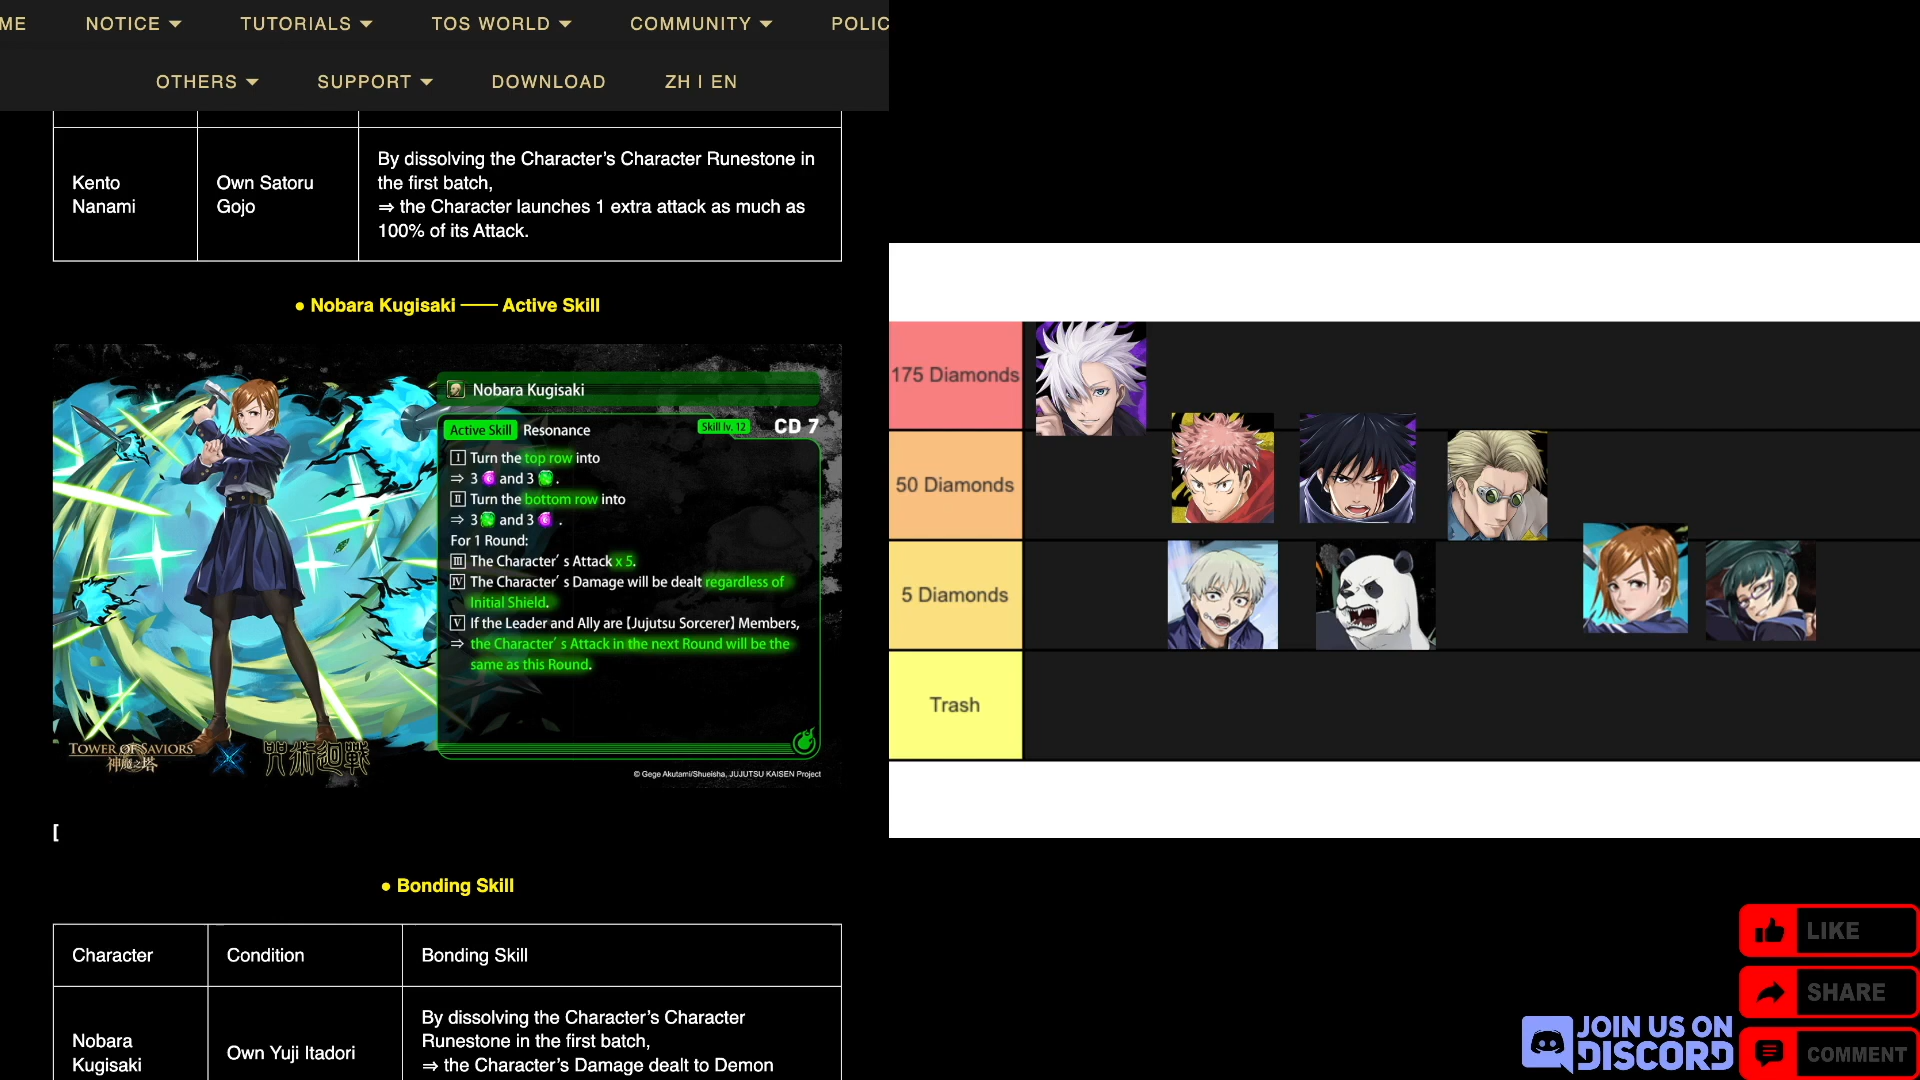 ME
NOTICE
TUTORIALS
TOS WORLD
COMMUNITY
POLIC
OTHERS
SUPPORT
DOWNLOAD
ZH I EN
Kento
Nanami
Own Satoru
Gojo
By dissolving the Character’s Character Runestone in
the first batch,
⇒ the Character launches 1 extra attack as much as
100% of its Attack.
● Nobara Kugisaki —— Active Skill
Nobara Kugisaki
Active Skill Resonance
Skill lv. 12
CD 7
I Turn the top row into
⇒ 3 and 3 .
II Turn the bottom row into
⇒ 3 and 3 .
For 1 Round:
III The Character’s Attack x 5.
IV The Character’s Damage will be dealt regardless of
Initial Shield.
V If the Leader and Ally are【Jujutsu Sorcerer】Members,
⇒ the Character’s Attack in the next Round will be the
same as this Round.
TOWER OF SAVIORS
神魔之塔
呪術廻戦
© Gege Akutami/Shueisha, JUJUTSU KAISEN Project
[
● Bonding Skill
Character
Condition
Bonding Skill
Nobara
Kugisaki
Own Yuji Itadori
By dissolving the Character’s Character
Runestone in the first batch,
⇒ the Character’s Damage dealt to Demon
175 Diamonds
50 Diamonds
5 Diamonds
Trash
LIKE
SHARE
COMMENT
JOIN US ON
DISCORD